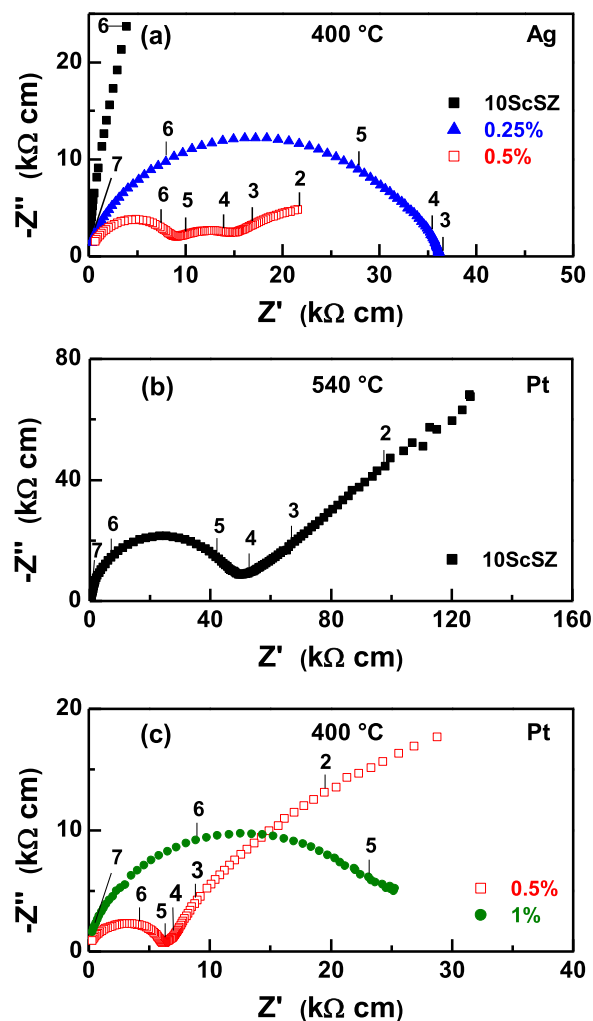 (a) 400 °C Ag
6
10ScSZ
0.25%
0.5%
7 6 5 4 3
6 5 4 3 2
20
10
0
-Z'' (kΩ cm)
0 10 20 30 40 50
Z' (kΩ cm)
(b) 540 °C Pt
80
40
0
-Z'' (kΩ cm)
7 6 5 4 3 2
10ScSZ
0 40 80 120 160
Z' (kΩ cm)
(c) 400 °C Pt
20
10
0
-Z'' (kΩ cm)
7 6 5
6 5 4 3 2
0.5%
1%
0 10 20 30 40
Z' (kΩ cm)